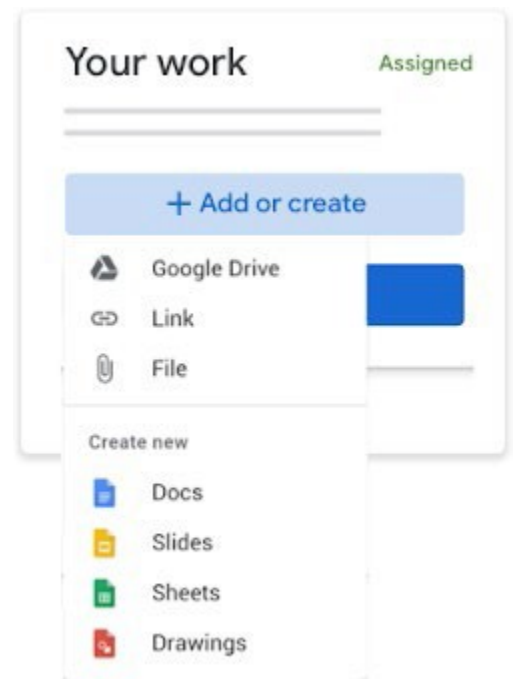 Your work
Assigned
+ Add or create
Google Drive
Link
File
Create new
Docs
Slides
Sheets
Drawings